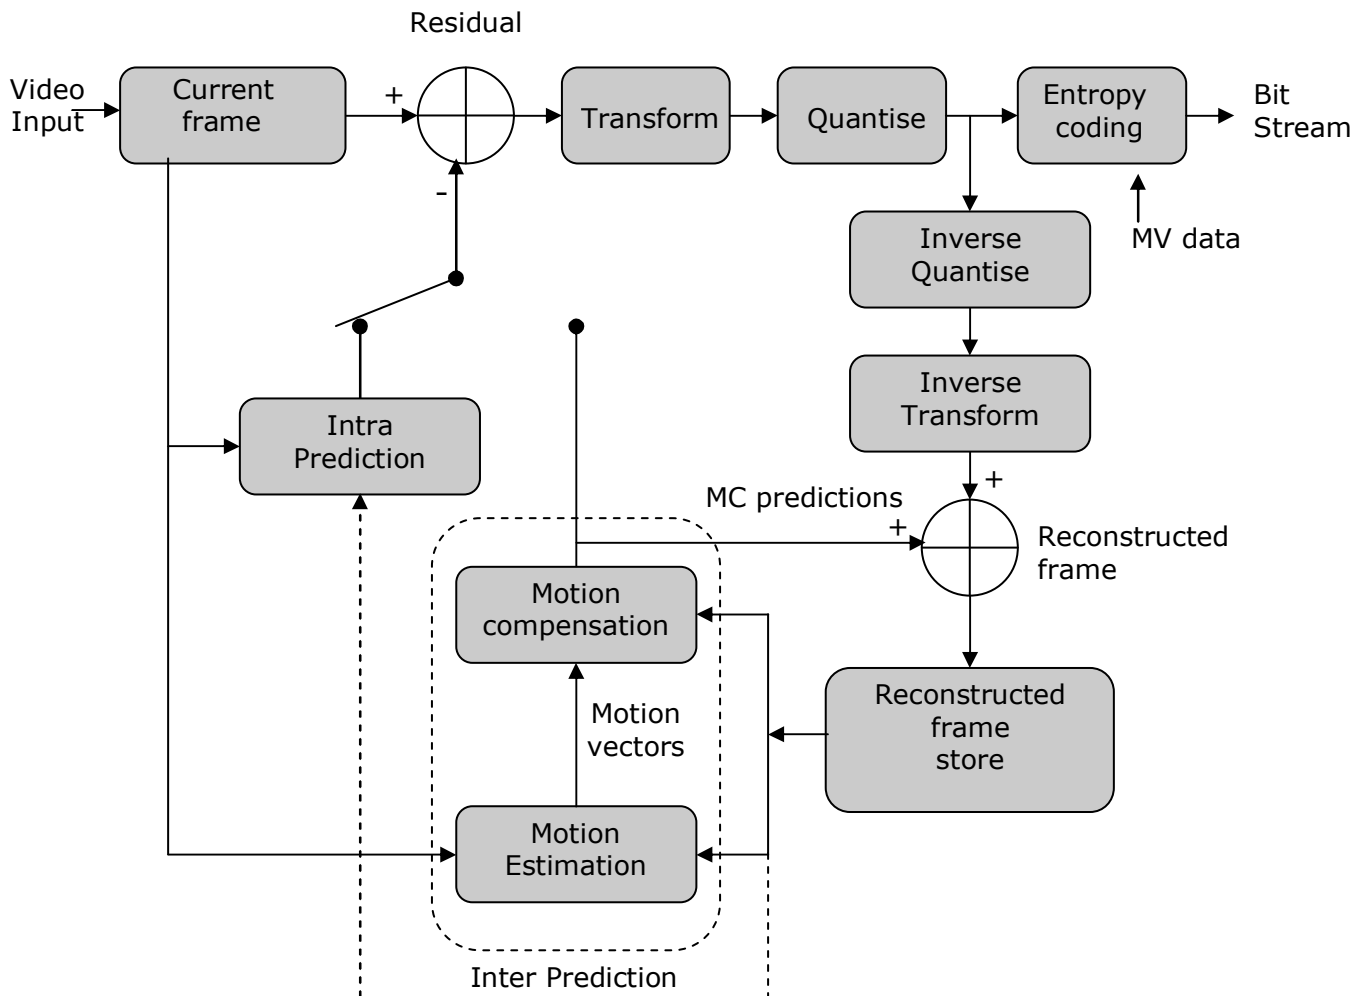 Residual
Video
Input
Current
frame
+
Transform
Quantise
Entropy
coding
Bit
Stream
-
MV data
Inverse
Quantise
Inverse
Transform
Intra
Prediction
+
MC predictions
+
Reconstructed
frame
Motion
compensation
Motion
vectors
Reconstructed
frame
store
Motion
Estimation
Inter Prediction